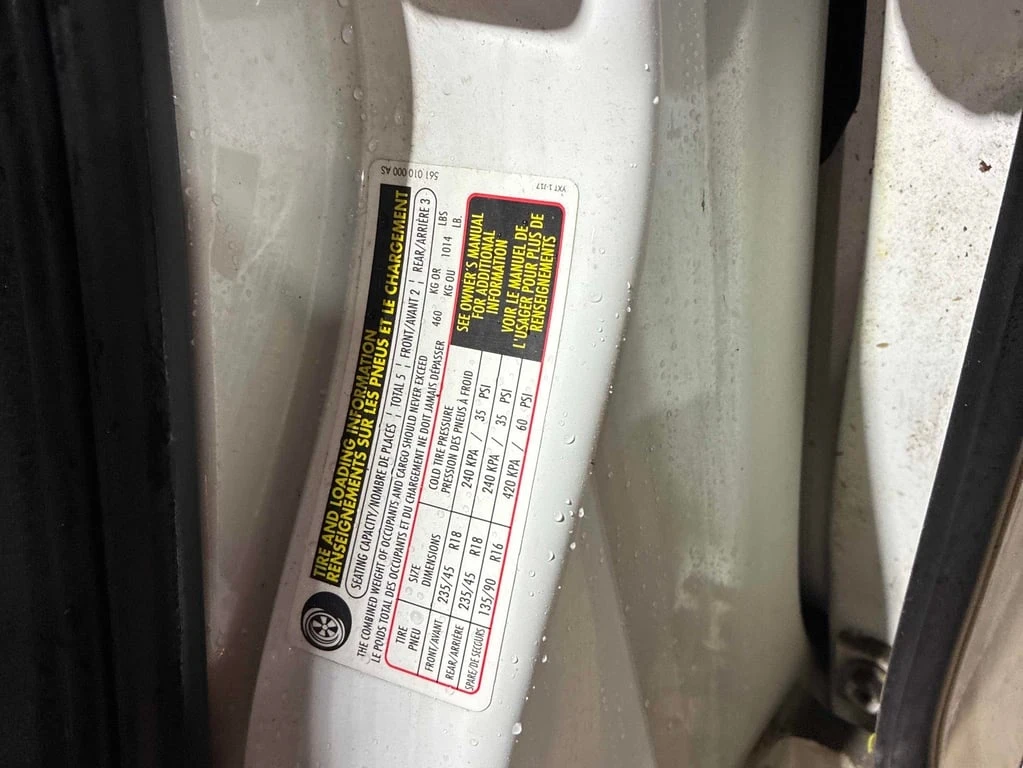 561 010 000 AS
YXT 1-J17
TIRE AND LOADING INFORMATION
RENSEIGNEMENTS SUR LES PNEUS ET LE CHARGEMENT
SEATING CAPACITY/NOMBRE DE PLACES ¦ TOTAL 5 ¦ FRONT/AVANT 2 ¦ REAR/ARRIÈRE 3
THE COMBINED WEIGHT OF OCCUPANTS AND CARGO SHOULD NEVER EXCEED 460 KG OR 1014 LBS
LE POIDS TOTAL DES OCCUPANTS ET DU CHARGEMENT NE DOIT JAMAIS DÉPASSER KG OU LB.
TIRE SIZE COLD TIRE PRESSURE
PNEU DIMENSIONS PRESSION DES PNEUS À FROID
FRONT/AVANT 235/45 R18 240 KPA / 35 PSI
REAR/ARRIÈRE 235/45 R18 240 KPA / 35 PSI
SPARE/DE SECOURS 135/90 R16 420 KPA / 60 PSI
SEE OWNER'S MANUAL
FOR ADDITIONAL
INFORMATION
VOIR LE MANUEL DE
L'USAGER POUR PLUS DE
RENSEIGNEMENTS